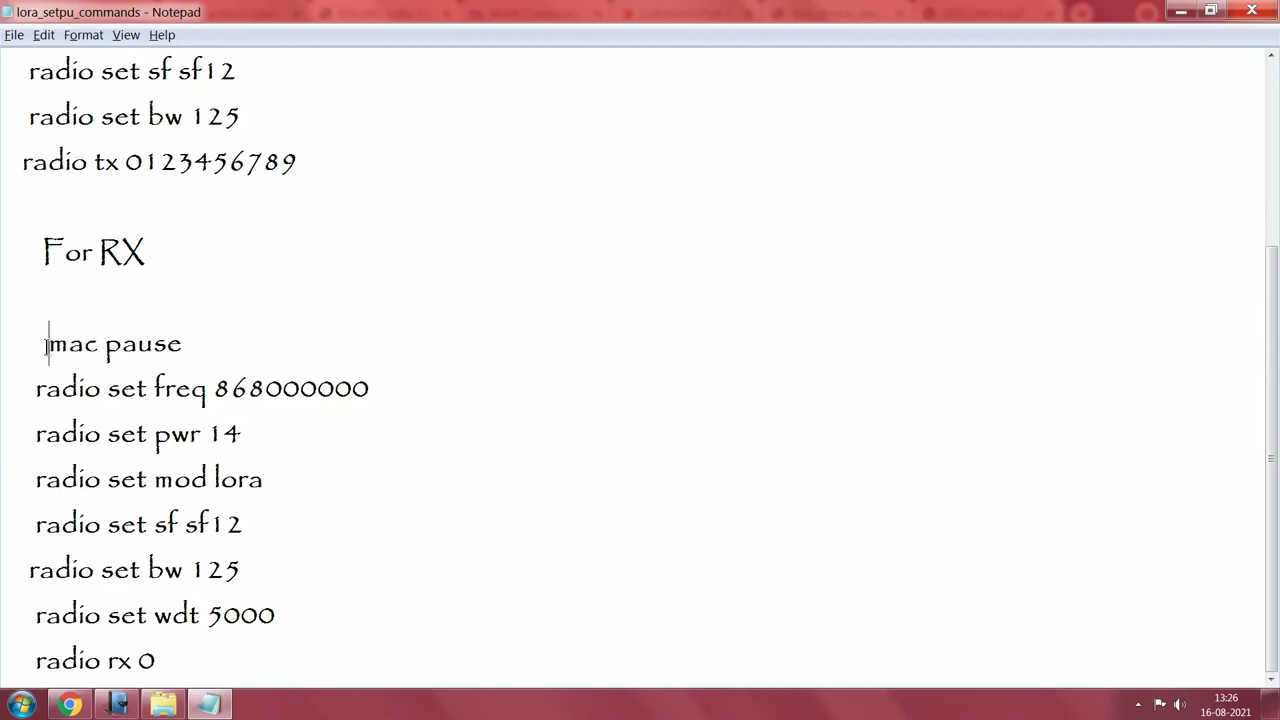 lora_setpu_commands - Notepad
File Edit Format View Help
radio set sf sf12
radio set bw 125
radio tx 0123456789
For RX
mac pause
radio set freq 868000000
radio set pwr 14
radio set mod lora
radio set sf sf12
radio set bw 125
radio set wdt 5000
radio rx 0
13:26
16-08-2021